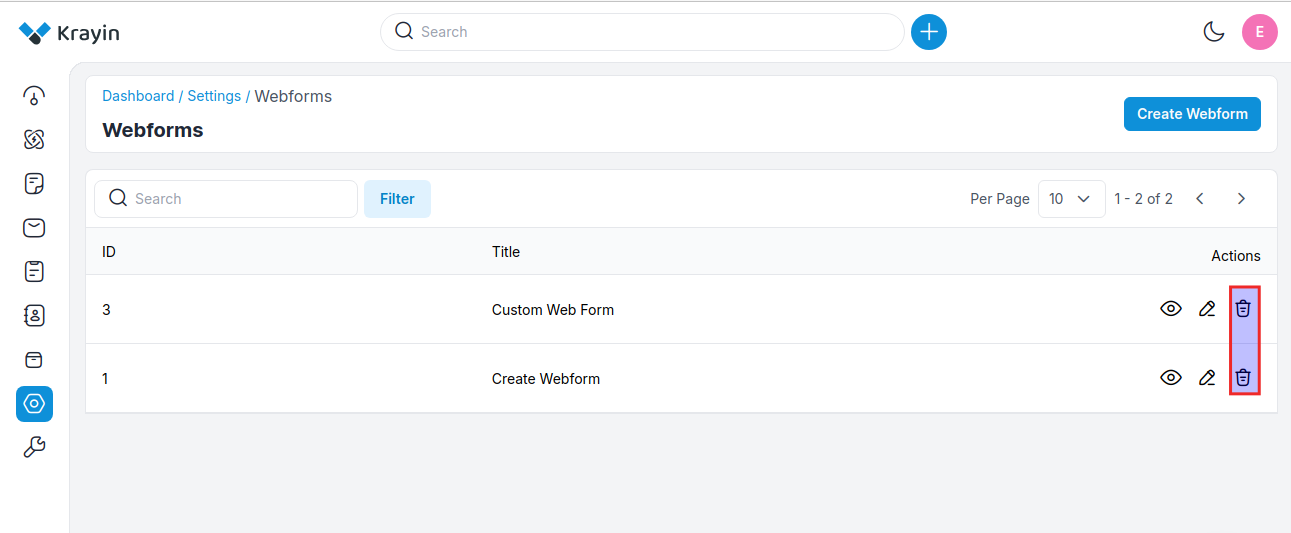 Krayin
Search
E
Dashboard / Settings / Webforms
Webforms
Create Webform
Search
Filter
Per Page
10
1 - 2 of 2
ID
Title
Actions
3
Custom Web Form
1
Create Webform